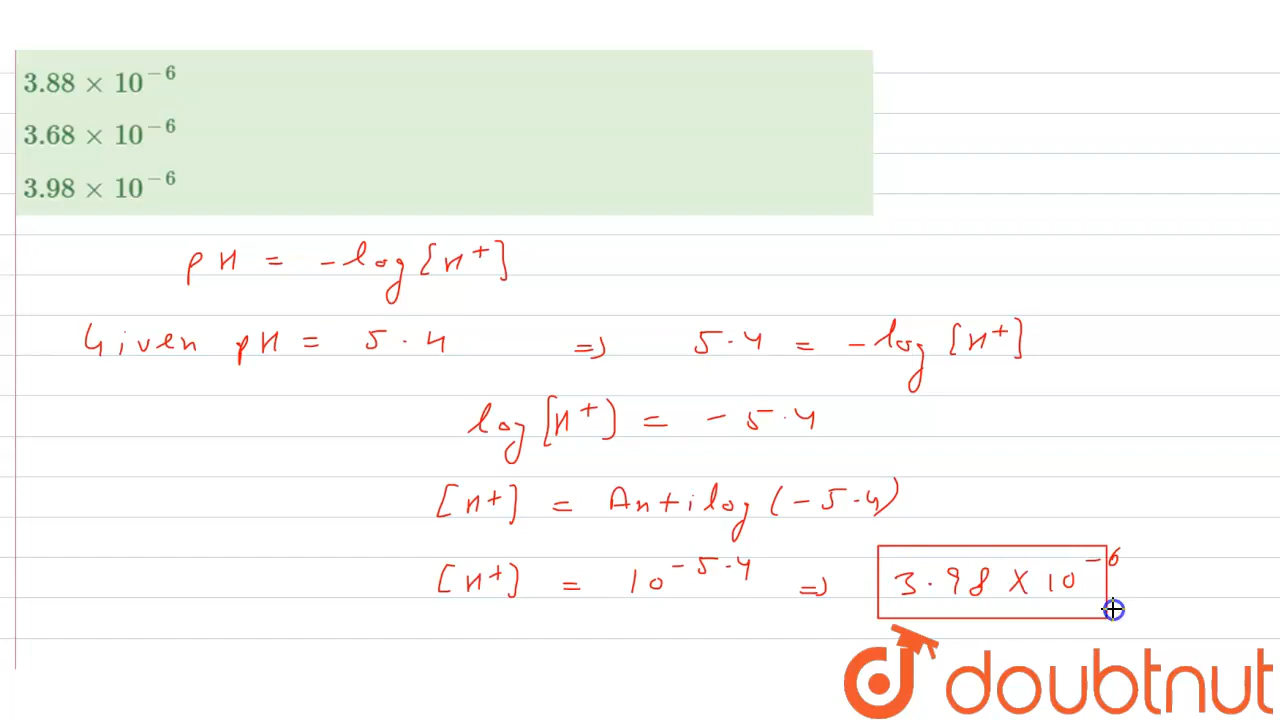 3.88 × 10⁻⁶
3.68 × 10⁻⁶
3.98 × 10⁻⁶
pH = -log[H⁺]
Given pH = 5.4 ⇒ 5.4 = -log[H⁺]
log[H⁺] = -5.4
[H⁺] = Antilog(-5.4)
[H⁺] = 10⁻⁵·⁴ ⇒ 3.98 × 10⁻⁶
doubtnut